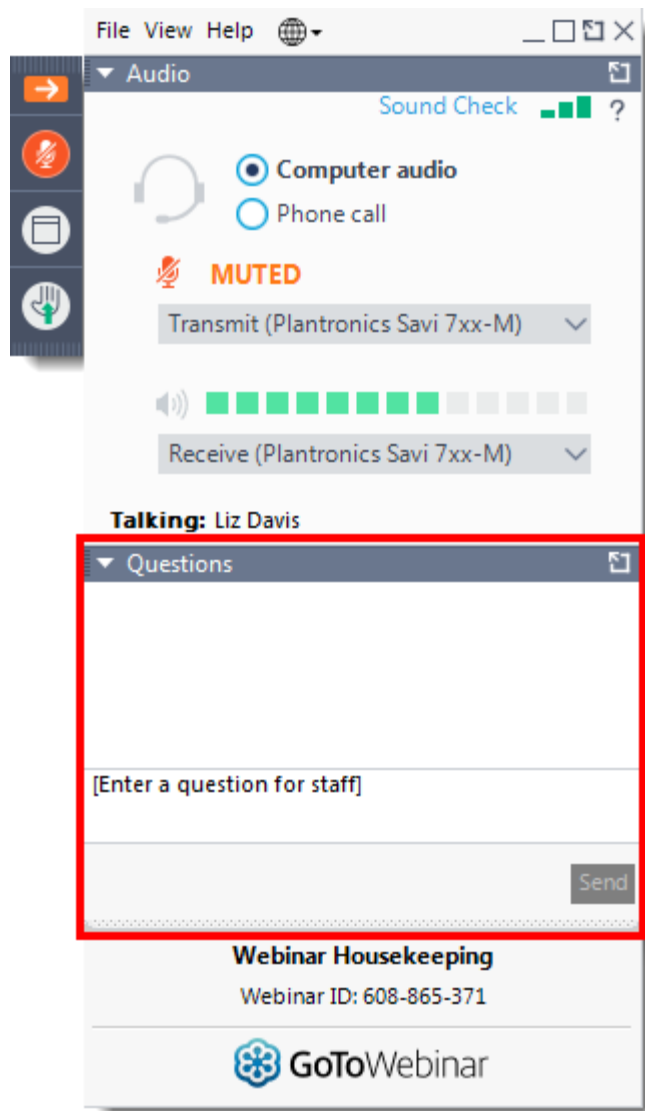 File View Help
Audio
Sound Check ?
Computer audio
Phone call
MUTED
Transmit (Plantronics Savi 7xx-M)
Receive (Plantronics Savi 7xx-M)
Talking: Liz Davis
Questions
[Enter a question for staff]
Send
Webinar Housekeeping
Webinar ID: 608-865-371
GoToWebinar